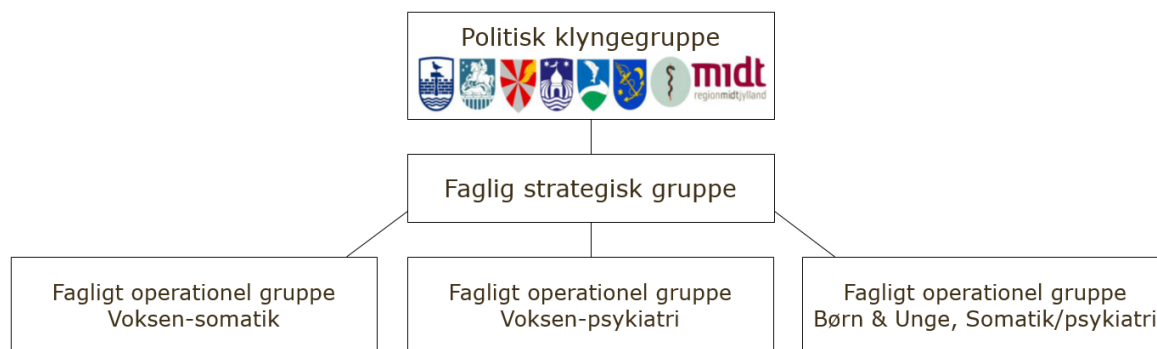 Politisk klyngegruppe
midt
regionmidtjylland
Faglig strategisk gruppe
Fagligt operationel gruppe
Voksen-somatik
Fagligt operationel gruppe
Voksen-psykiatri
Fagligt operationel gruppe
Børn & Unge, Somatik/psykiatri